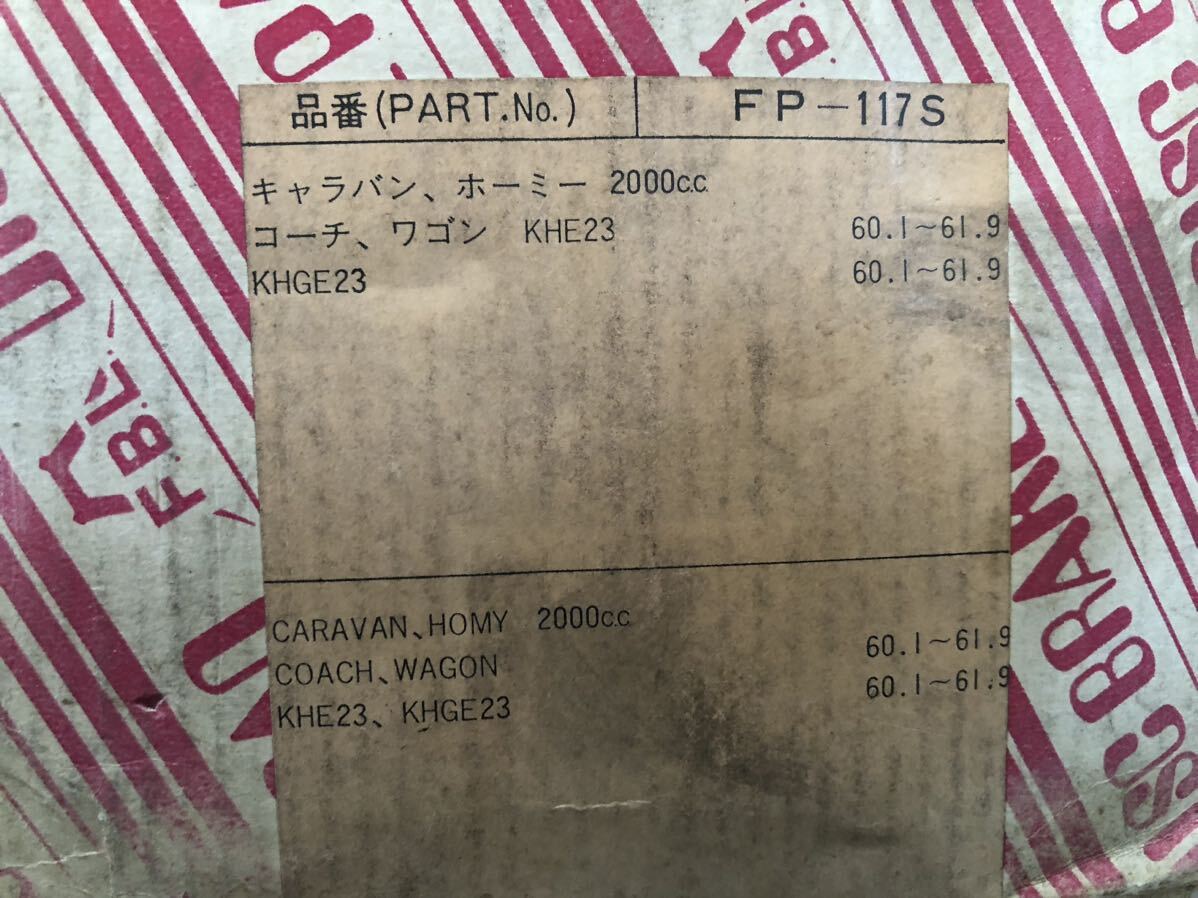 品番(PART.No.) FP-117S
キャラバン、ホーミー 2000c.c.
コーチ、ワゴン KHE23 60.1~61.9
KHGE23 60.1~61.9
CARAVAN、HOMY 2000c.c.
60.1~61.9
COACH、WAGON
60.1~61.9
KHE23、KHGE23
F.B.L.
F.B.